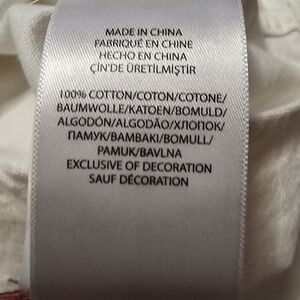 MADE IN CHINA
FABRIQUÉ EN CHINE
HECHO EN CHINA
ÇİN'DE ÜRETİLMİŞTİR
100% COTTON/COTON/COTONE/
BAUMWOLLE/KATOEN/BOMULD/
ALGODÓN/ALGODÃO/ХЛОПОК/
ПАМУК/BAMBAKI/BOMULL/
PAMUK/BAVLNA
EXCLUSIVE OF DECORATION
SAUF DÉCORATION